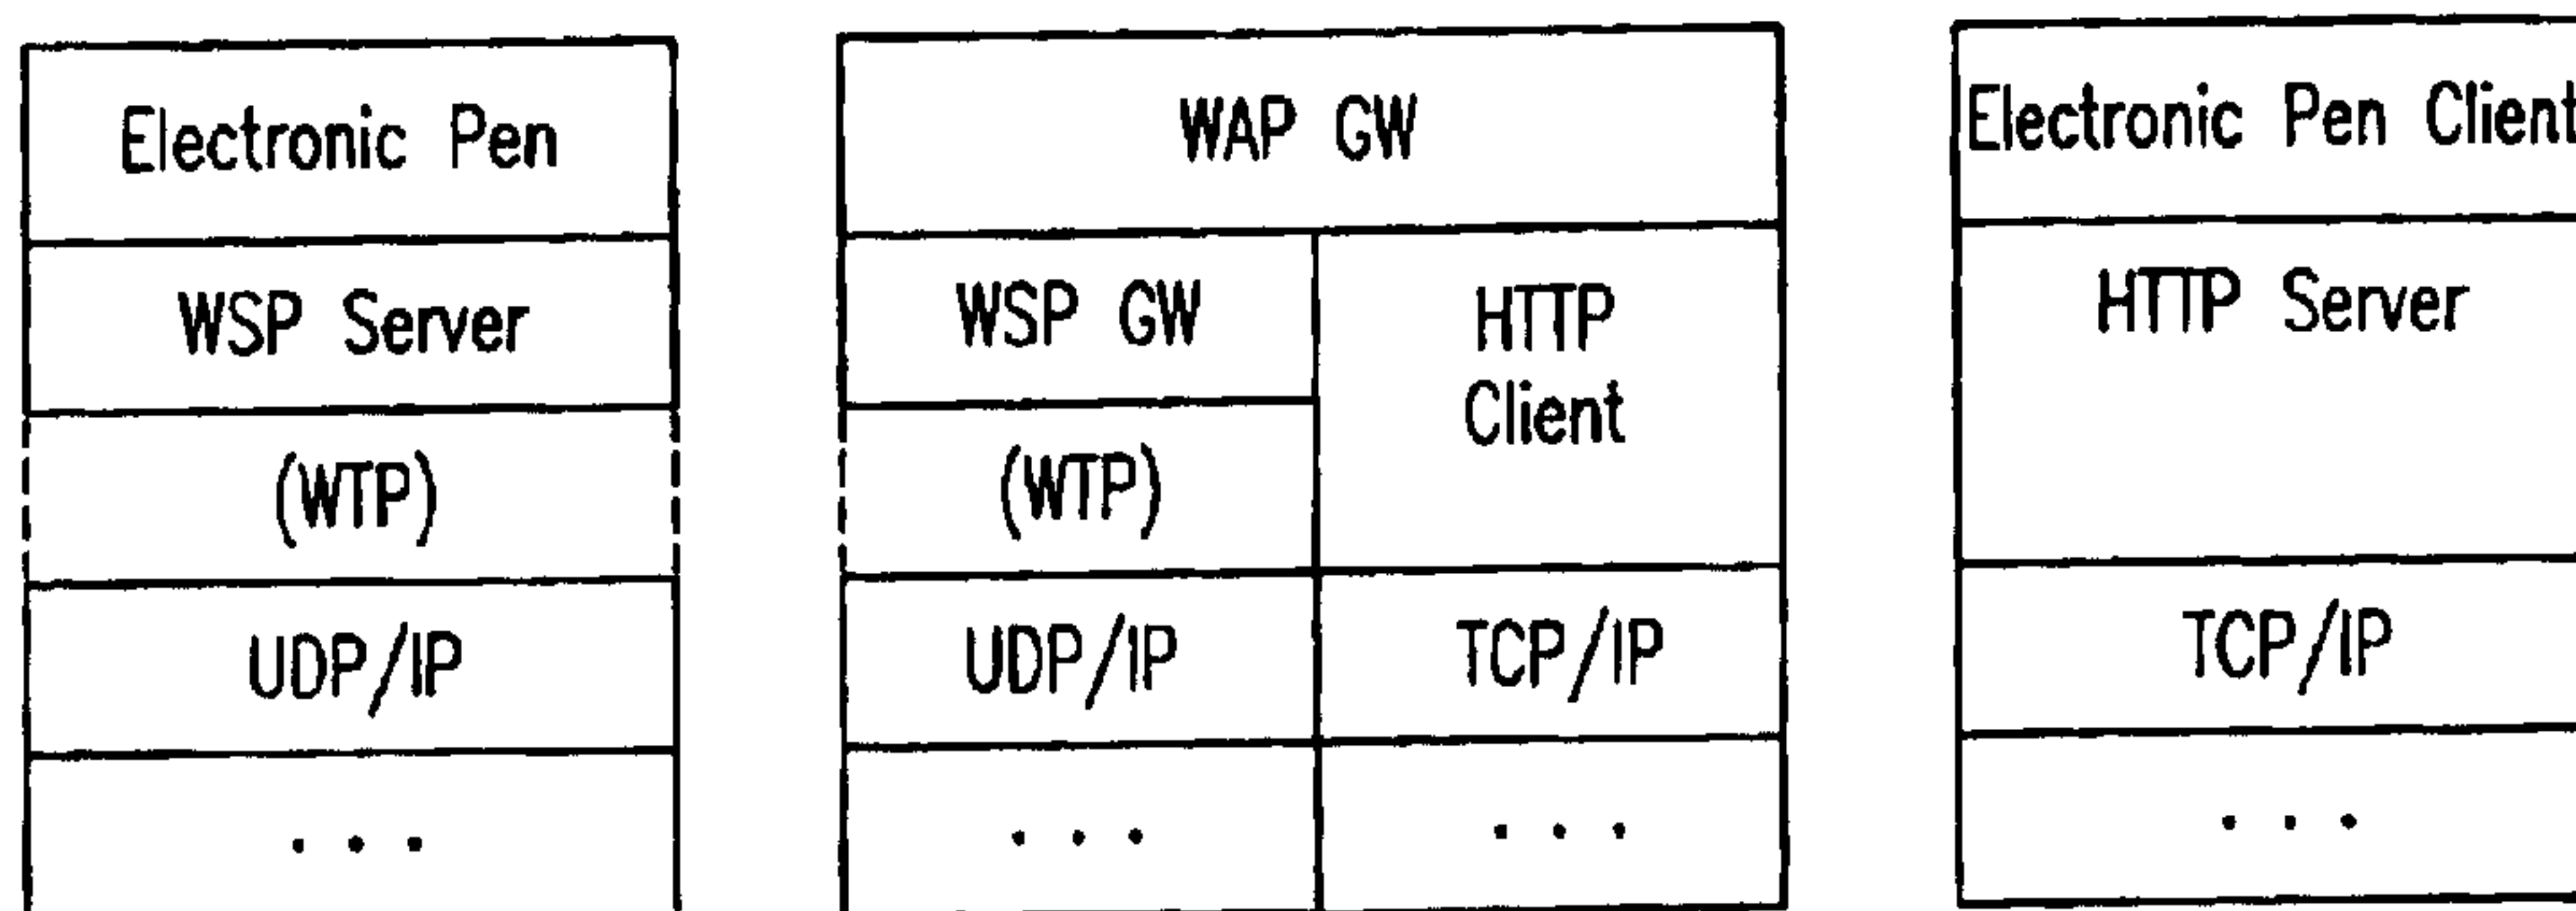 Electronic Pen
WSP Server
(WTP)
UDP/IP
. . .
WAP GW
WSP GW
(WTP)
UDP/IP
. . .
HTTP
Client
TCP/IP
. . .
Electronic Pen Client
HTTP Server
TCP/IP
. . .